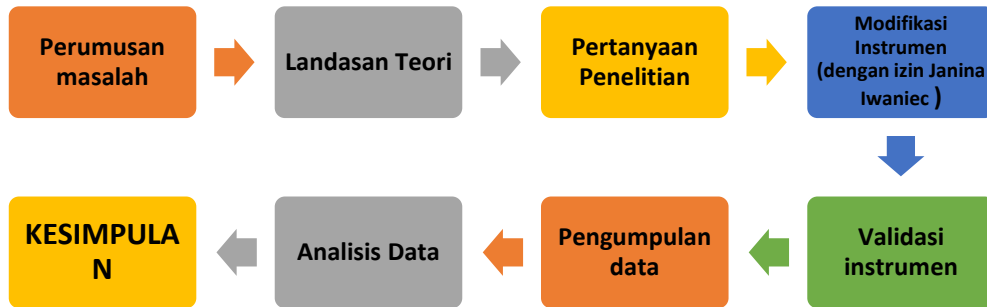 Perumusan
masalah
Landasan Teori
Pertanyaan
Penelitian
Modifikasi
Instrumen
(dengan izin Janina
Iwaniec )
KESIMPULA
N
Analisis Data
Pengumpulan
data
Validasi
instrumen